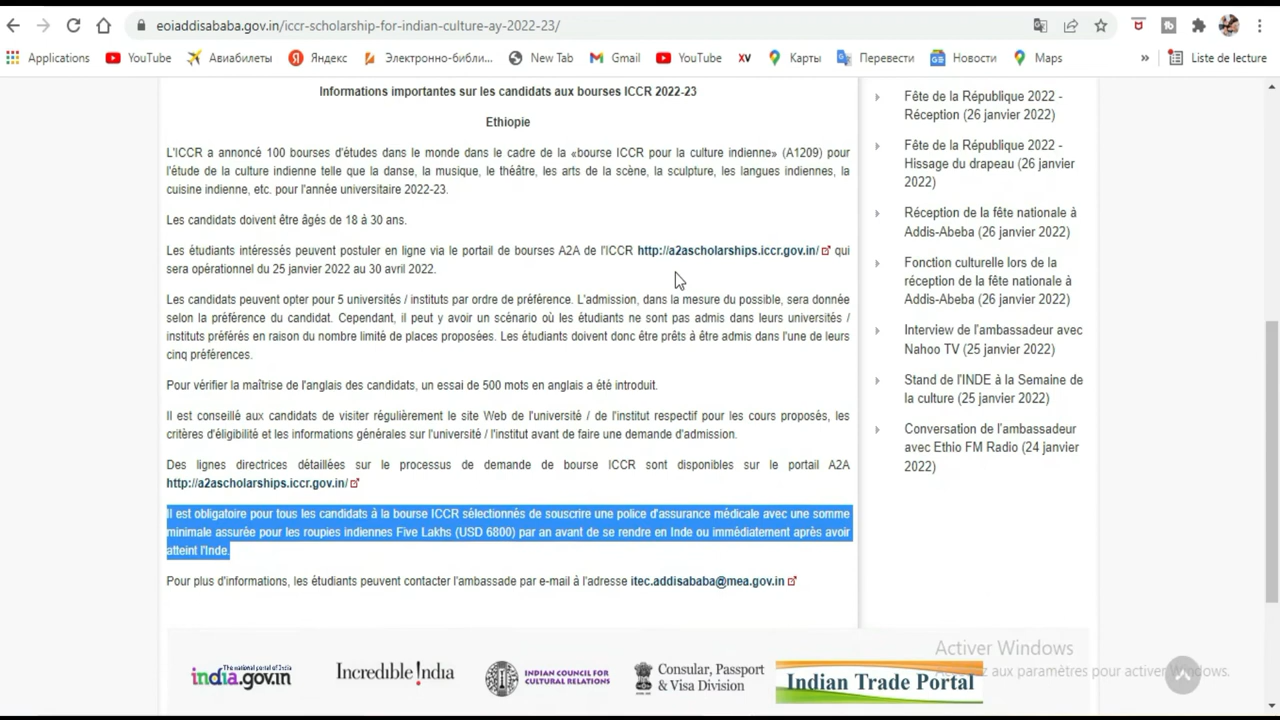 eoiaddisababa.gov.in/iccr-scholarship-for-indian-culture-ay-2022-23/
Applications YouTube Авиабилеты Яндекс Электронно-библи... New Tab Gmail YouTube XV Карты Перевести Новости Maps » Liste de lecture
Informations importantes sur les candidats aux bourses ICCR 2022-23
Ethiopie
L'ICCR a annoncé 100 bourses d'études dans le monde dans le cadre de la «bourse ICCR pour la culture indienne» (A1209) pour
l'étude de la culture indienne telle que la danse, la musique, le théâtre, les arts de la scène, la sculpture, les langues indiennes, la
cuisine indienne, etc. pour l'année universitaire 2022-23.
Les candidats doivent être âgés de 18 à 30 ans.
Les étudiants intéressés peuvent postuler en ligne via le portail de bourses A2A de l'ICCR http://a2ascholarships.iccr.gov.in/ qui
sera opérationnel du 25 janvier 2022 au 30 avril 2022.
Les candidats peuvent opter pour 5 universités / instituts par ordre de préférence. L'admission, dans la mesure du possible, sera donnée
selon la préférence du candidat. Cependant, il peut y avoir un scénario où les étudiants ne sont pas admis dans leurs universités /
instituts préférés en raison du nombre limité de places proposées. Les étudiants doivent donc être prêts à être admis dans l'une de leurs
cinq préférences.
Pour vérifier la maîtrise de l'anglais des candidats, un essai de 500 mots en anglais a été introduit.
Il est conseillé aux candidats de visiter régulièrement le site Web de l'université / de l'institut respectif pour les cours proposés, les
critères d'éligibilité et les informations générales sur l'université / l'institut avant de faire une demande d'admission.
Des lignes directrices détaillées sur le processus de demande de bourse ICCR sont disponibles sur le portail A2A
http://a2ascholarships.iccr.gov.in/
Il est obligatoire pour tous les candidats à la bourse ICCR sélectionnés de souscrire une police d'assurance médicale avec une somme
minimale assurée pour les roupies indiennes Five Lakhs (USD 6800) par an avant de se rendre en Inde ou immédiatement après avoir
atteint l'Inde.
Pour plus d'informations, les étudiants peuvent contacter l'ambassade par e-mail à l'adresse itec.addisababa@mea.gov.in
Fête de la République 2022 -
Réception (26 janvier 2022)
Fête de la République 2022 -
Hissage du drapeau (26 janvier
2022)
Réception de la fête nationale à
Addis-Abeba (26 janvier 2022)
Fonction culturelle lors de la
réception de la fête nationale à
Addis-Abeba (26 janvier 2022)
Interview de l'ambassadeur avec
Nahoo TV (25 janvier 2022)
Stand de l'INDE à la Semaine de
la culture (25 janvier 2022)
Conversation de l'ambassadeur
avec Ethio FM Radio (24 janvier
2022)
The national portal of India
india.gov.in
Incredible !ndia
INDIAN COUNCIL FOR
CULTURAL RELATIONS
Consular, Passport
& Visa Division
Indian Trade Portal
Activer Windows
aux paramètres pour activer Windows.